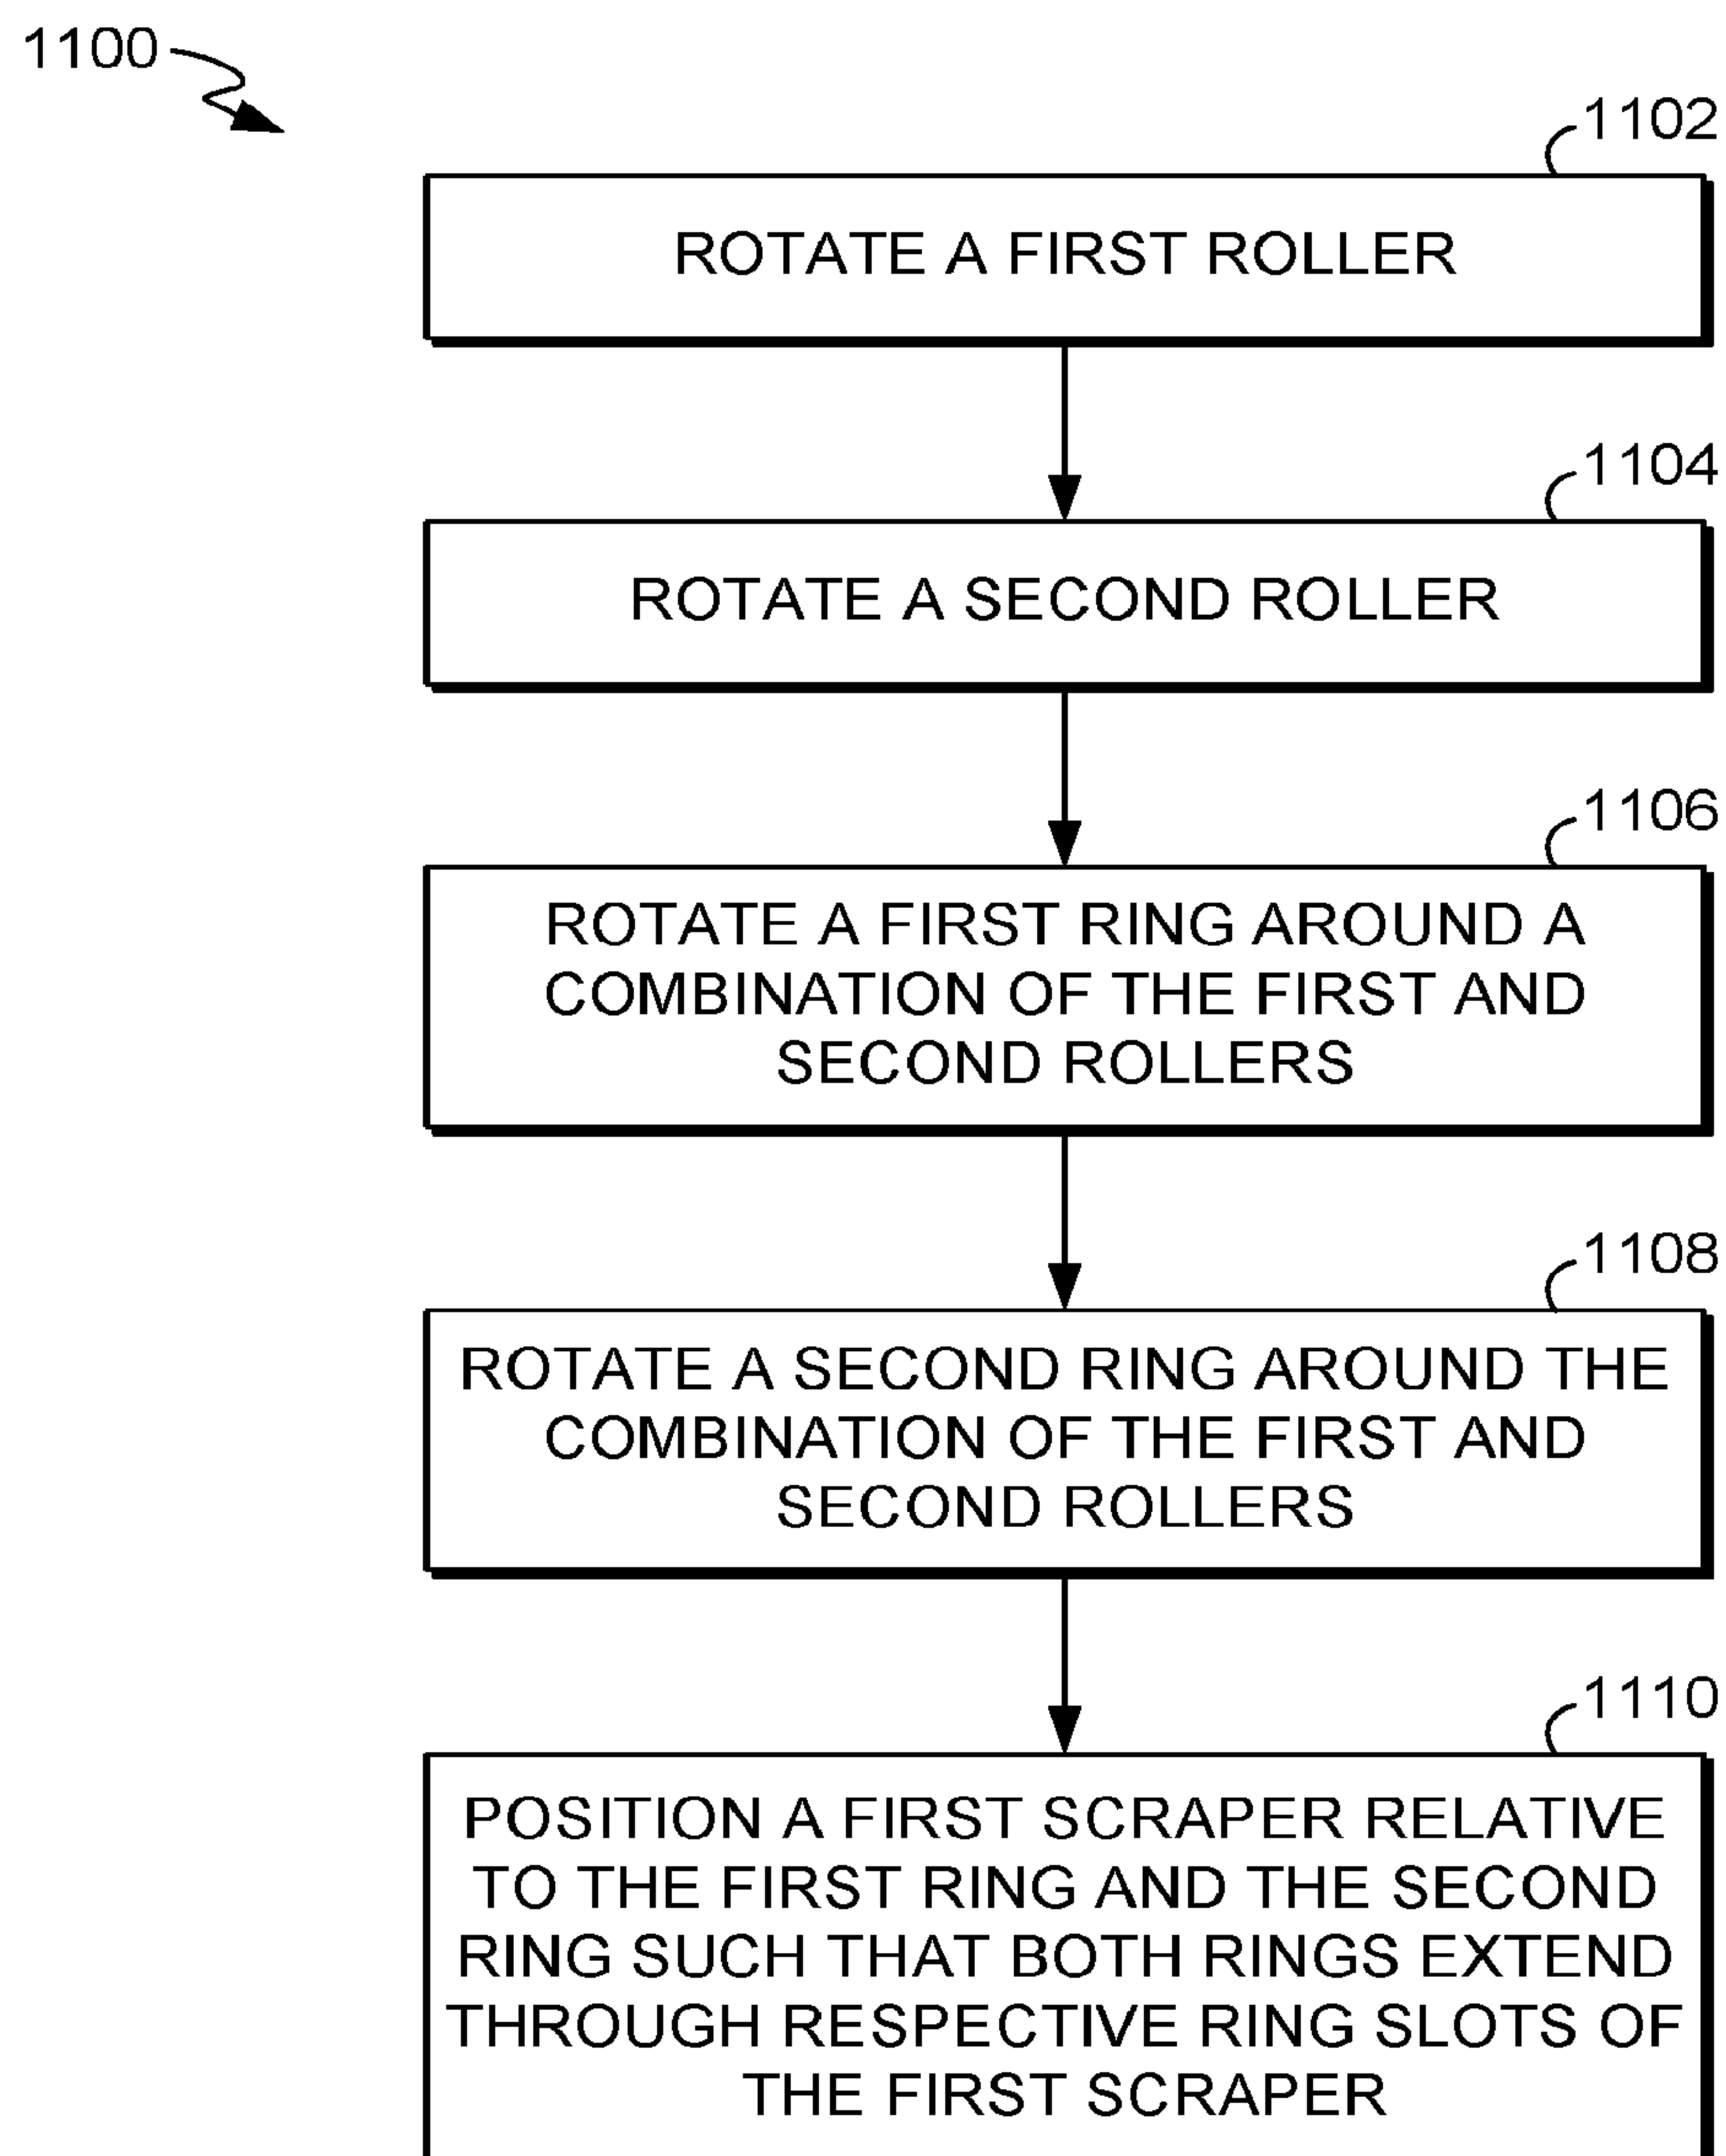 1100
1102
ROTATE A FIRST ROLLER
1104
ROTATE A SECOND ROLLER
1106
ROTATE A FIRST RING AROUND A
COMBINATION OF THE FIRST AND
SECOND ROLLERS
1108
ROTATE A SECOND RING AROUND THE
COMBINATION OF THE FIRST AND
SECOND ROLLERS
1110
POSITION A FIRST SCRAPER RELATIVE
TO THE FIRST RING AND THE SECOND
RING SUCH THAT BOTH RINGS EXTEND
THROUGH RESPECTIVE RING SLOTS OF
THE FIRST SCRAPER